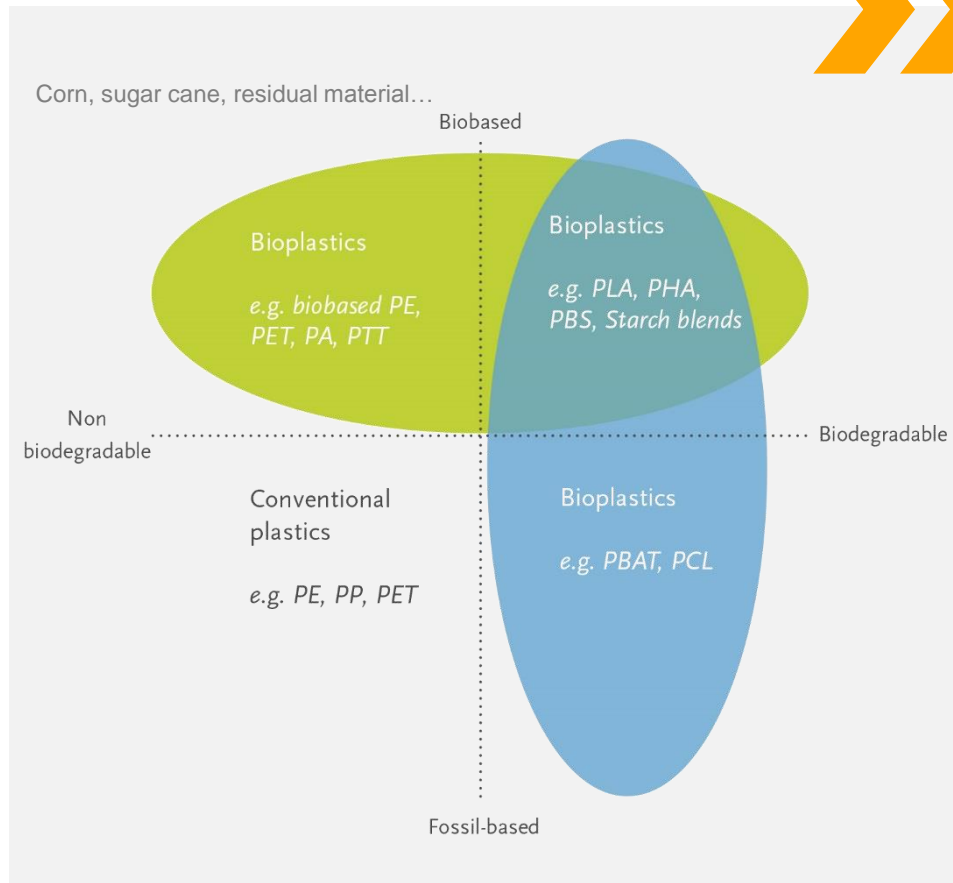 Corn, sugar cane, residual material…
Biobased
Bioplastics
e.g. biobased PE,
PET, PA, PTT
Bioplastics
e.g. PLA, PHA,
PBS, Starch blends
Non
biodegradable
Biodegradable
Conventional
plastics
e.g. PE, PP, PET
Bioplastics
e.g. PBAT, PCL
Fossil-based